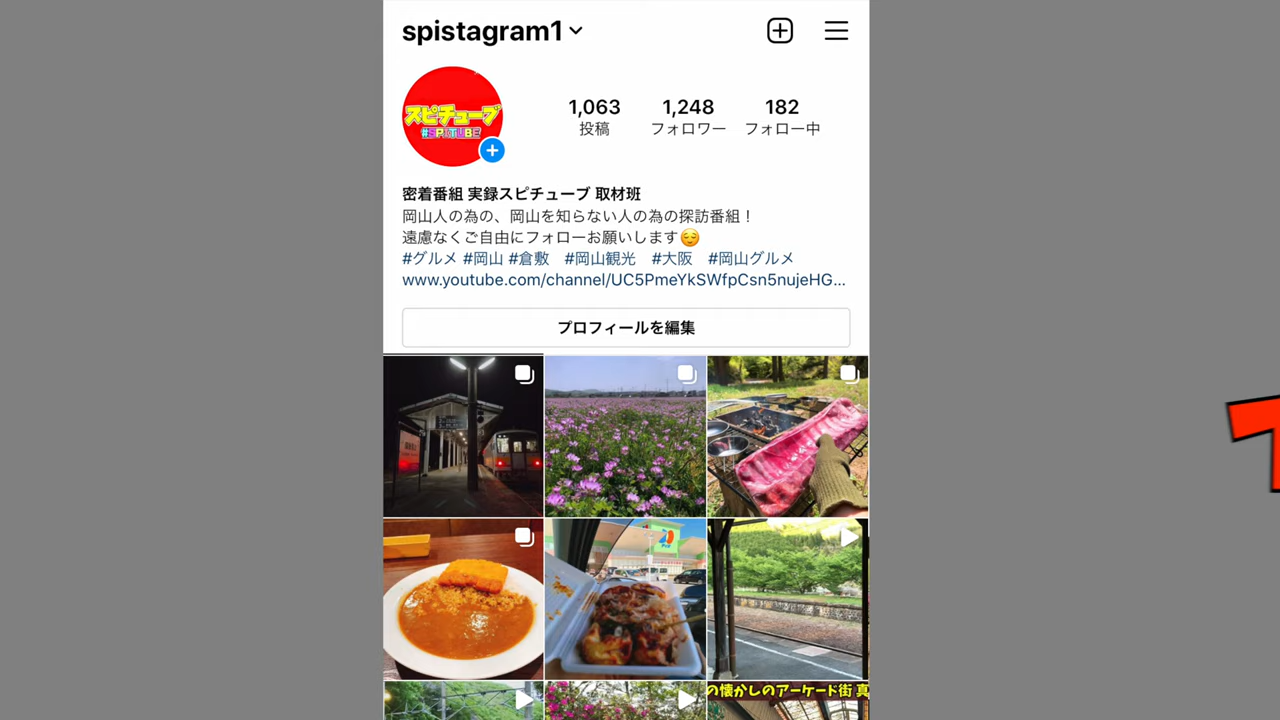 spistagram1
1,063
投稿
1,248
フォロワー
182
フォロー中
スピチューブ
#SPITUBE
密着番組 実録スピチューブ 取材班
岡山人の為の、岡山を知らない人の為の探訪番組！
遠慮なくご自由にフォローお願いします😌
#グルメ #岡山 #倉敷　#岡山観光　#大阪　#岡山グルメ
www.youtube.com/channel/UC5PmeYkSWfpCsn5nujeHG...
プロフィールを編集
の懐かしのアーケード街 真